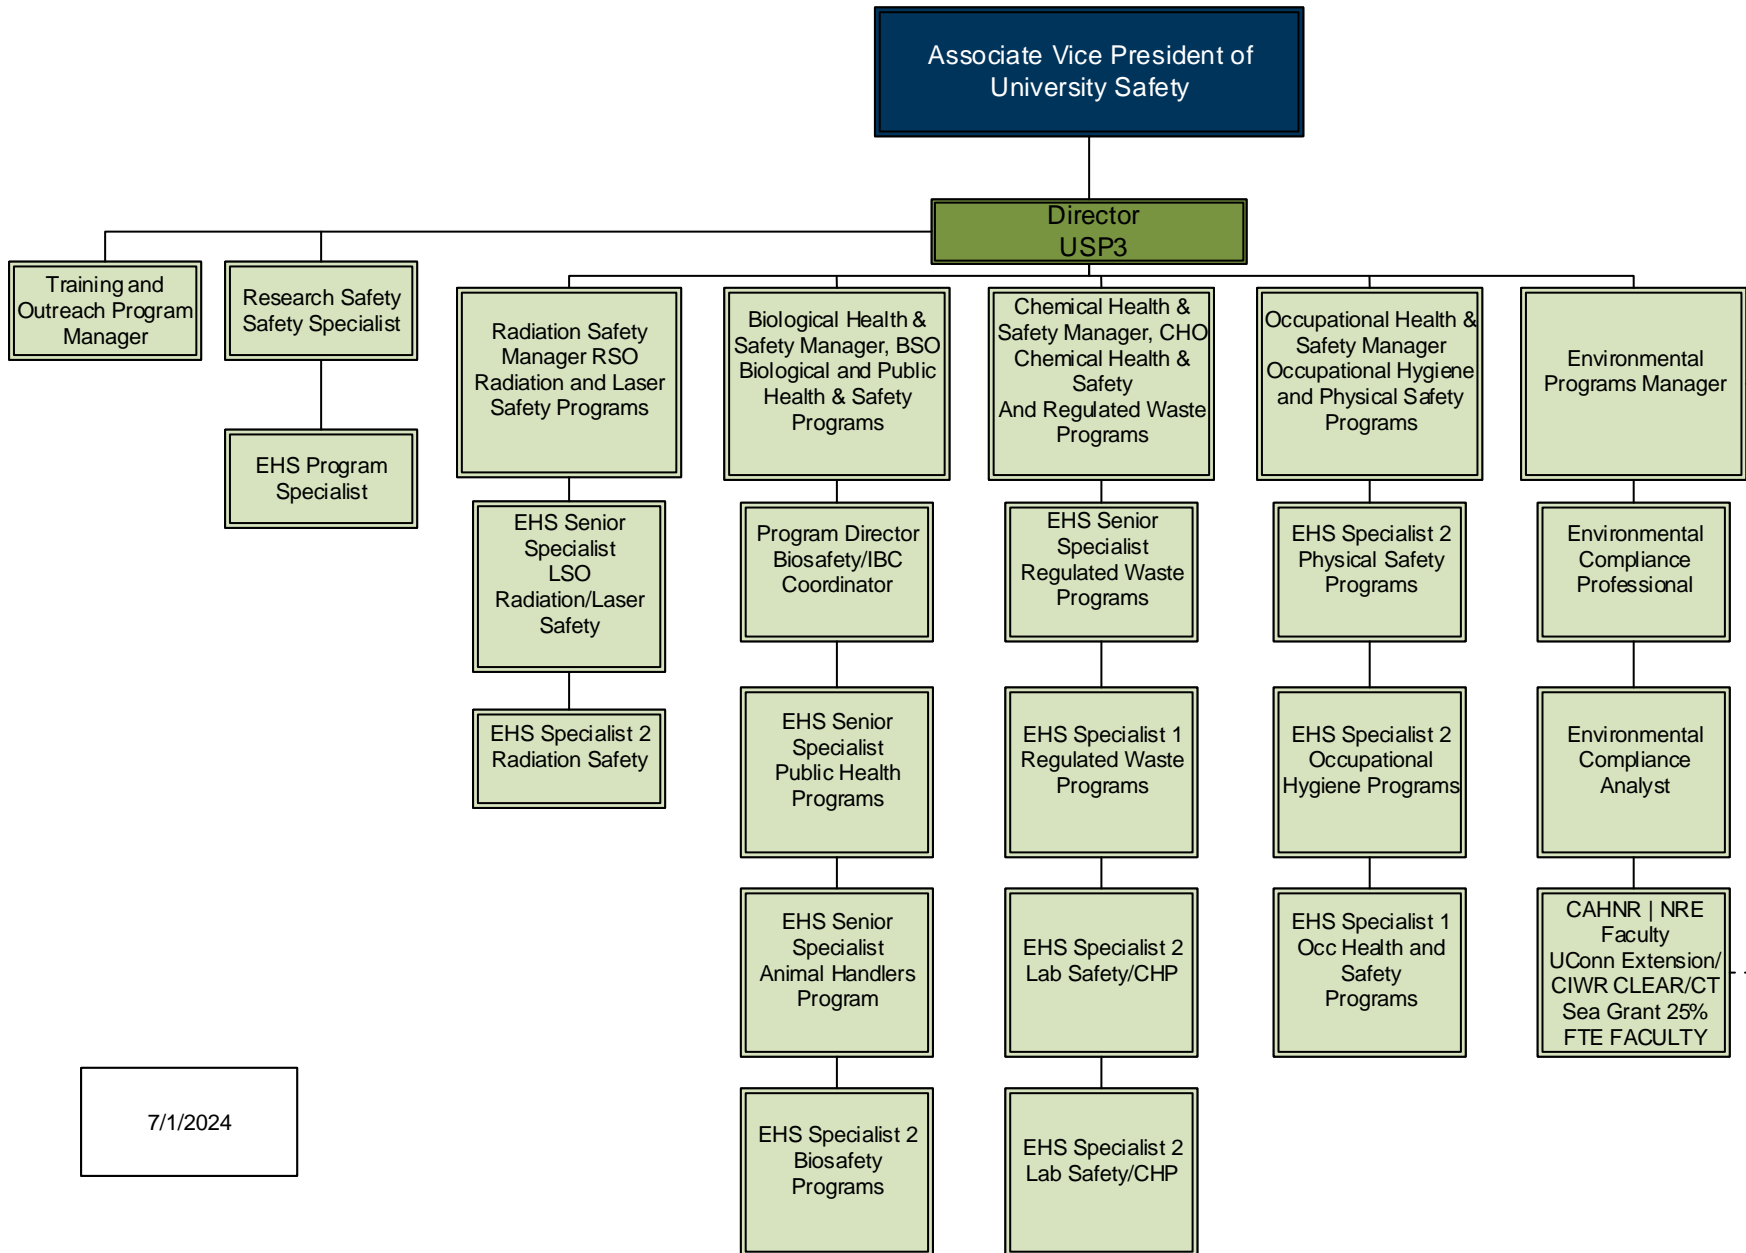 Associate Vice President of
University Safety
Director
USP3
Training and
Outreach Program
Manager
Research Safety
Safety Specialist
EHS Program
Specialist
Radiation Safety
Manager RSO
Radiation and Laser
Safety Programs
EHS Senior
Specialist
LSO
Radiation/Laser
Safety
EHS Specialist 2
Radiation Safety
Biological Health &
Safety Manager, BSO
Biological and Public
Health & Safety
Programs
Program Director
Biosafety/IBC
Coordinator
EHS Senior
Specialist
Public Health
Programs
EHS Senior
Specialist
Animal Handlers
Program
EHS Specialist 2
Biosafety
Programs
Chemical Health &
Safety Manager, CHO
Chemical Health &
Safety
And Regulated Waste
Programs
EHS Senior
Specialist
Regulated Waste
Programs
EHS Specialist 1
Regulated Waste
Programs
EHS Specialist 2
Lab Safety/CHP
EHS Specialist 2
Lab Safety/CHP
Occupational Health &
Safety Manager
Occupational Hygiene
and Physical Safety
Programs
EHS Specialist 2
Physical Safety
Programs
EHS Specialist 2
Occupational
Hygiene Programs
EHS Specialist 1
Occ Health and
Safety
Programs
Environmental
Programs Manager
Environmental
Compliance
Professional
Environmental
Compliance
Analyst
CAHNR | NRE
Faculty
UConn Extension/
CIWR CLEAR/CT
Sea Grant 25%
FTE FACULTY
7/1/2024